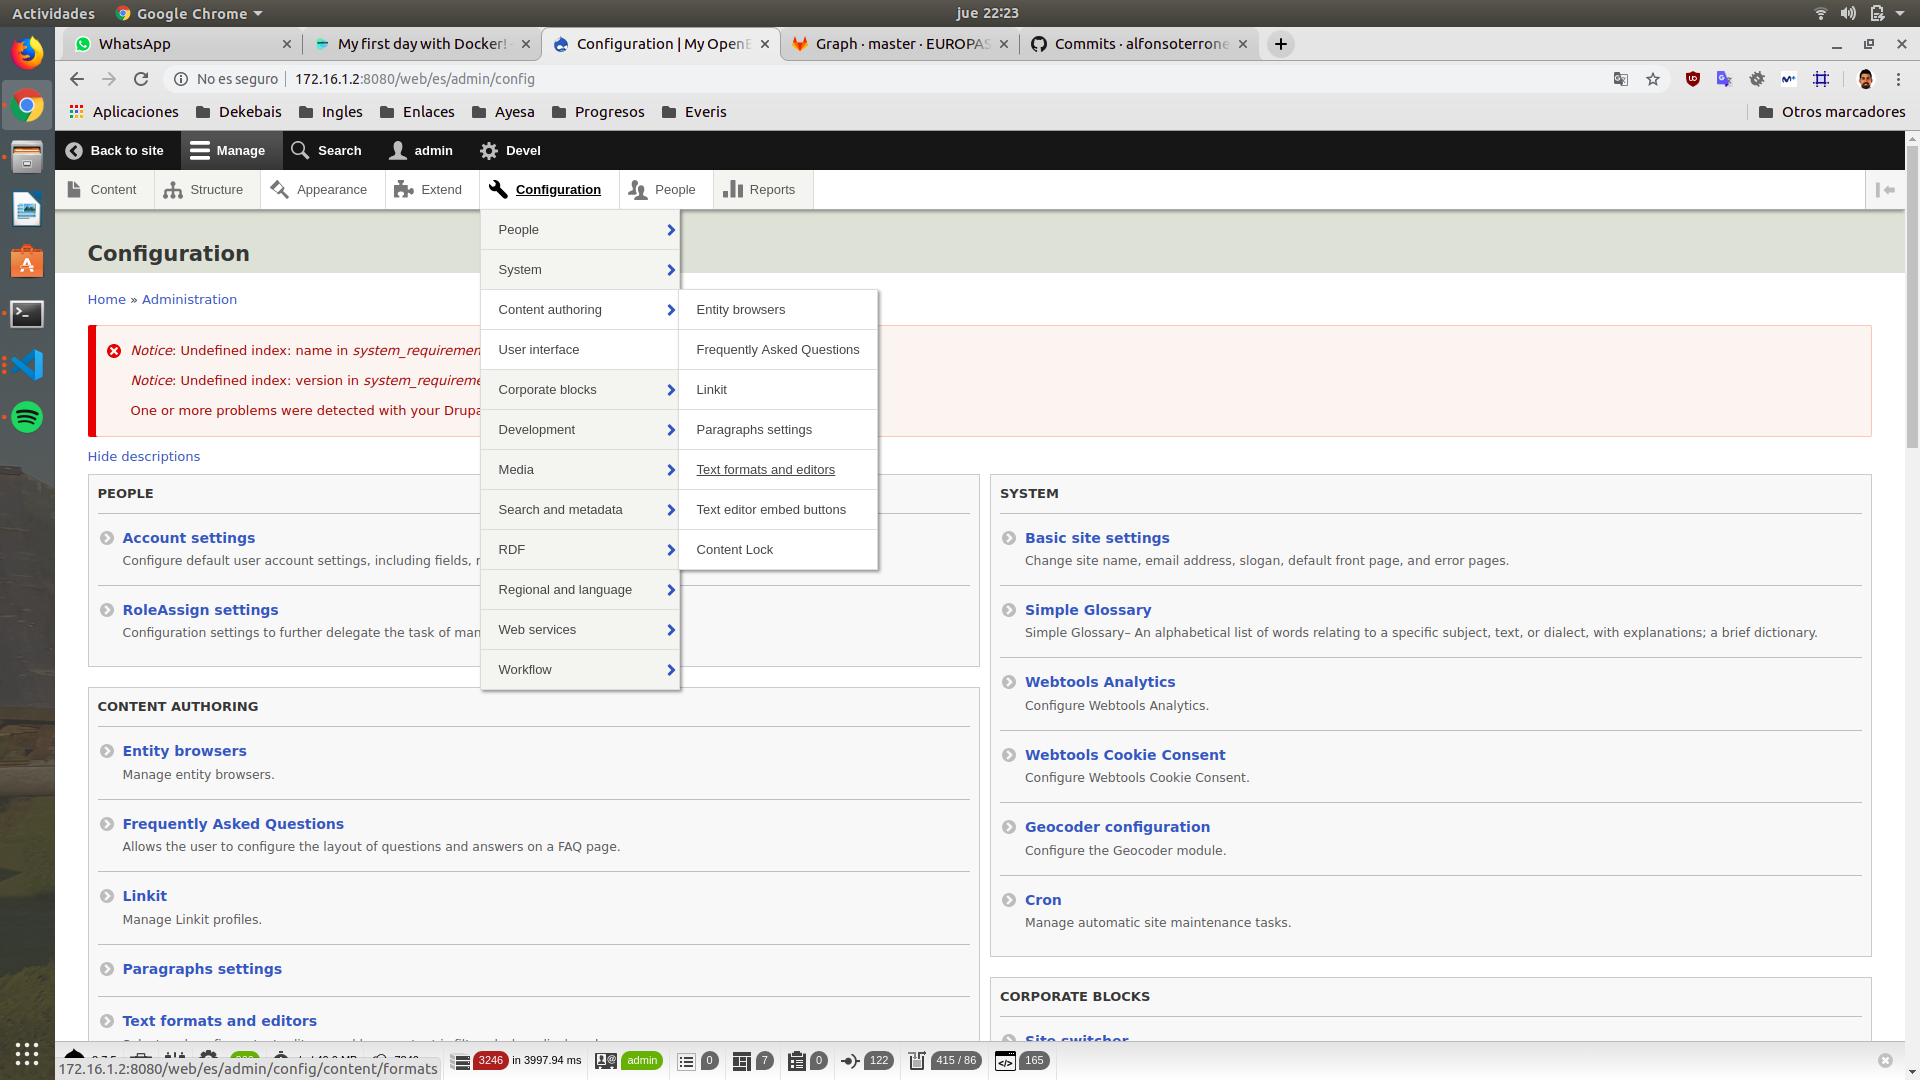 Actividades
Google Chrome
jue 22:23
WhatsApp
My first day with Docker!
Configuration | My OpenE
Graph · master · EUROPAS
Commits · alfonsoterrone
No es seguro
172.16.1.2:8080/web/es/admin/config
Aplicaciones
Dekebais
Ingles
Enlaces
Ayesa
Progresos
Everis
Otros marcadores
Back to site
Manage
Search
admin
Devel
Content
Structure
Appearance
Extend
Configuration
People
Reports
Configuration
Home » Administration
Notice: Undefined index: name in system_requiremen
Notice: Undefined index: version in system_requireme
One or more problems were detected with your Drupa
Hide descriptions
People
System
Content authoring
User interface
Corporate blocks
Development
Media
Search and metadata
RDF
Regional and language
Web services
Workflow
Entity browsers
Frequently Asked Questions
Linkit
Paragraphs settings
Text formats and editors
Text editor embed buttons
Content Lock
PEOPLE
Account settings
Configure default user account settings, including fields,
RoleAssign settings
Configuration settings to further delegate the task of
CONTENT AUTHORING
Entity browsers
Manage entity browsers.
Frequently Asked Questions
Allows the user to configure the layout of questions and answers on a FAQ page.
Linkit
Manage Linkit profiles.
Paragraphs settings
Text formats and editors
SYSTEM
Basic site settings
Change site name, email address, slogan, default front page, and error pages.
Simple Glossary
Simple Glossary– An alphabetical list of words relating to a specific subject, text, or dialect, with explanations; a brief dictionary.
Webtools Analytics
Configure Webtools Analytics.
Webtools Cookie Consent
Configure Webtools Cookie Consent.
Geocoder configuration
Configure the Geocoder module.
Cron
Manage automatic site maintenance tasks.
CORPORATE BLOCKS
Site switcher
3246 in 3997.94 ms
admin
0
7
0
122
415 / 86
165
172.16.1.2:8080/web/es/admin/config/content/formats